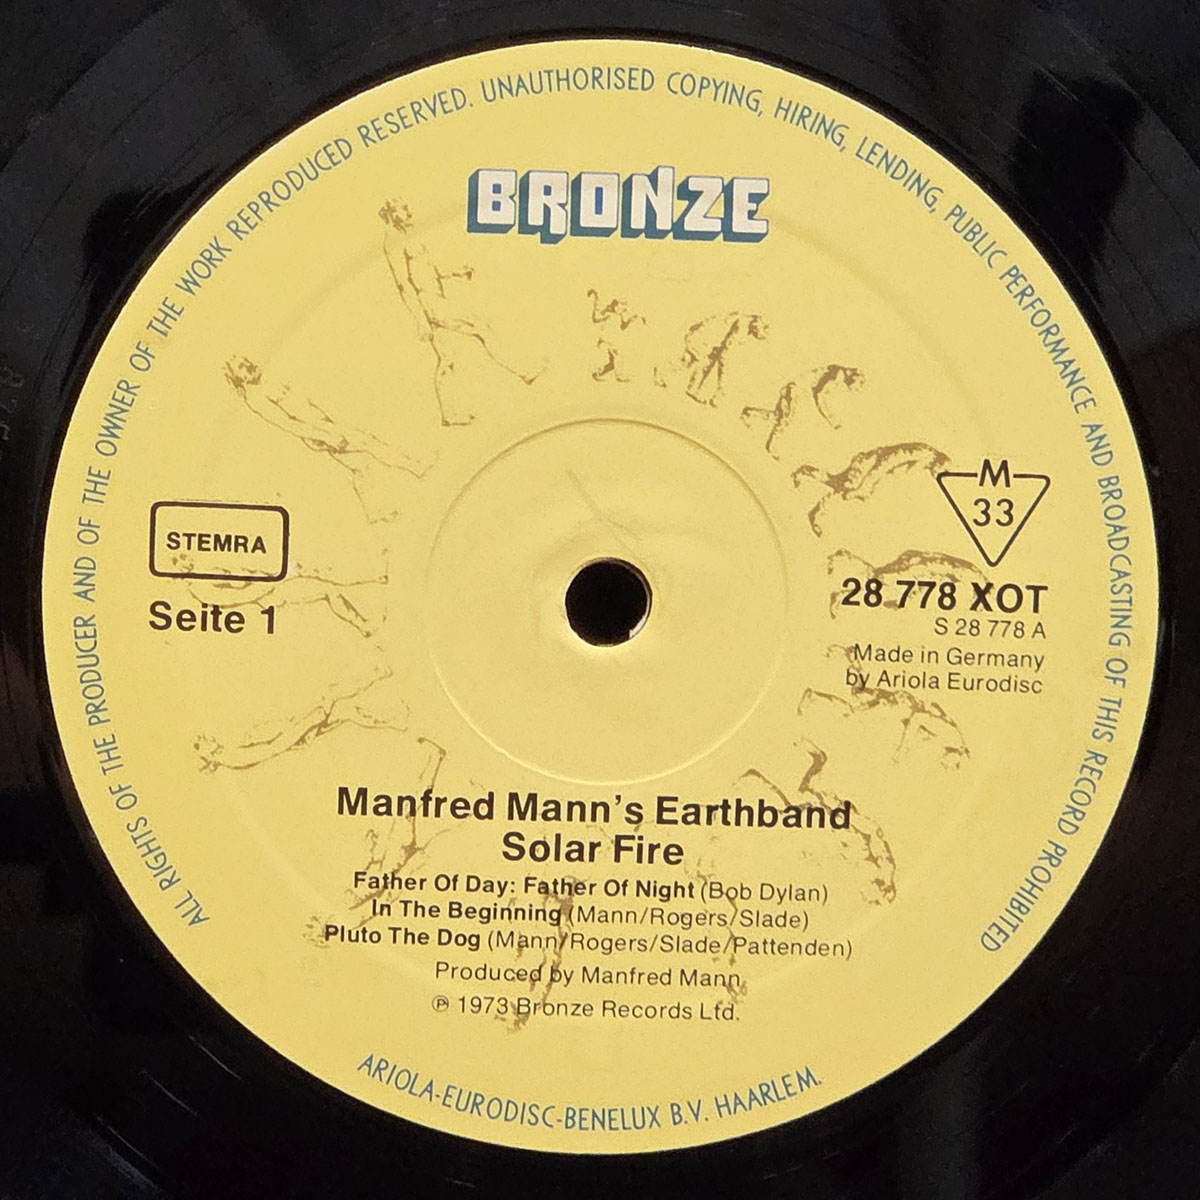 ALL RIGHTS OF THE PRODUCER AND OF THE OWNER OF THE WORK REPRODUCED RESERVED. UNAUTHORISED COPYING, HIRING, LENDING, PUBLIC PERFORMANCE AND BROADCASTING OF THIS RECORD PROHIBITED
BRONZE
M
33
STEMRA
Seite 1
28 778 XOT
S 28 778 A
Made in Germany
by Ariola Eurodisc
Manfred Mann's Earthband
Solar Fire
Father Of Day: Father Of Night (Bob Dylan)
In The Beginning (Mann/Rogers/Slade)
Pluto The Dog (Mann/Rogers/Slade/Pattenden)
Produced by Manfred Mann
℗ 1973 Bronze Records Ltd.
ARIOLA-EURODISC-BENELUX B.V. HAARLEM.